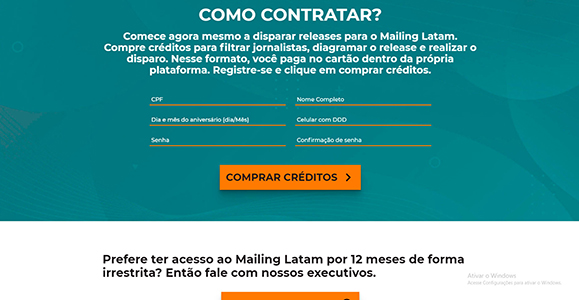 COMO CONTRATAR?
Comece agora mesmo a disparar releases para o Mailing Latam.
Compre créditos para filtrar jornalistas, diagramar o release e realizar o
disparo. Nesse formato, você paga no cartão dentro da própria
plataforma. Registre-se e clique em comprar créditos.
CPF
Nome Completo
Dia e mês do aniversário (dia/Mês)
Celular com DDD
Senha
Confirmação de senha
COMPRAR CRÉDITOS
Prefere ter acesso ao Mailing Latam por 12 meses de forma
irrestrita? Então fale com nossos executivos.
Ativar o Windows
Acesse Configurações para ativar o Windows.